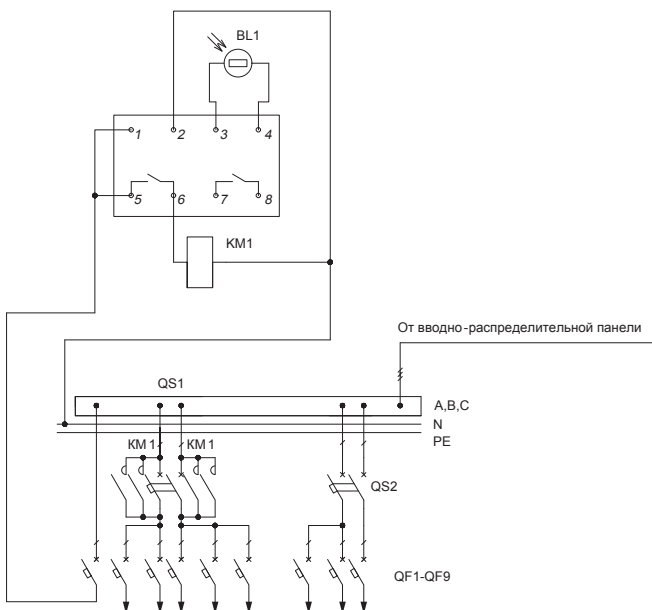 BL1
1 2 3 4
5 6 7 8
KM1
От вводно-распределительной панели
QS1
A,B,C
N
PE
KM1 KM1
QS2
QF1-QF9